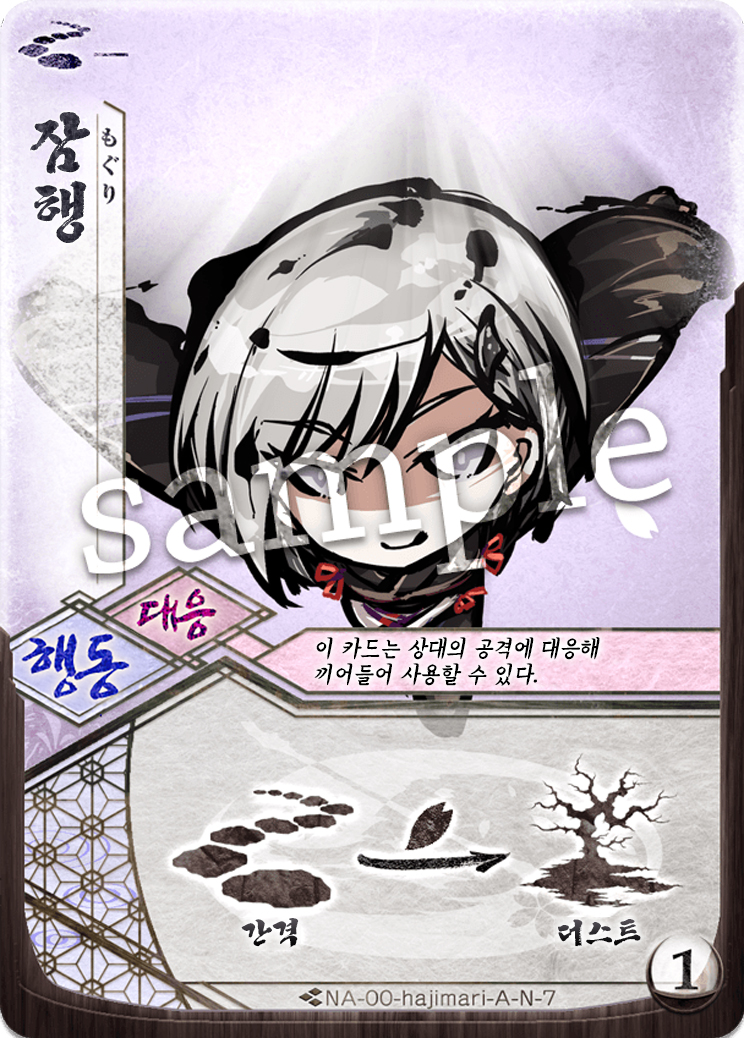 잠행
もぐり
sample
대응
행동
이 카드는 상대의 공격에 대응해
끼어들어 사용할 수 있다.
간격
더스트
1
NA-00-hajimari-A-N-7